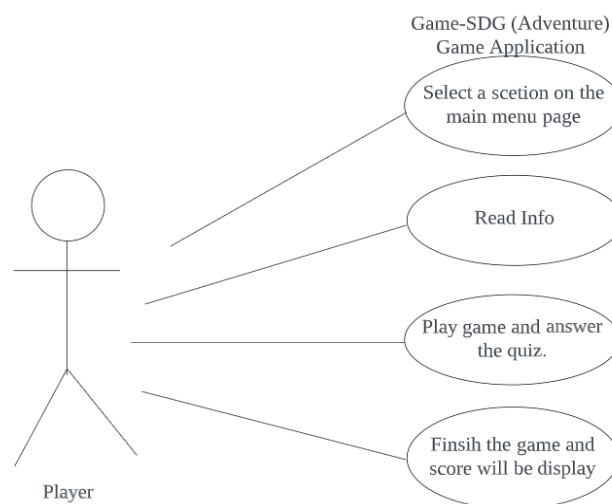 Game-SDG (Adventure)
Game Application
Select a scetion on the
main menu page
Read Info
Play game and answer
the quiz.
Finsih the game and
score will be display
Player